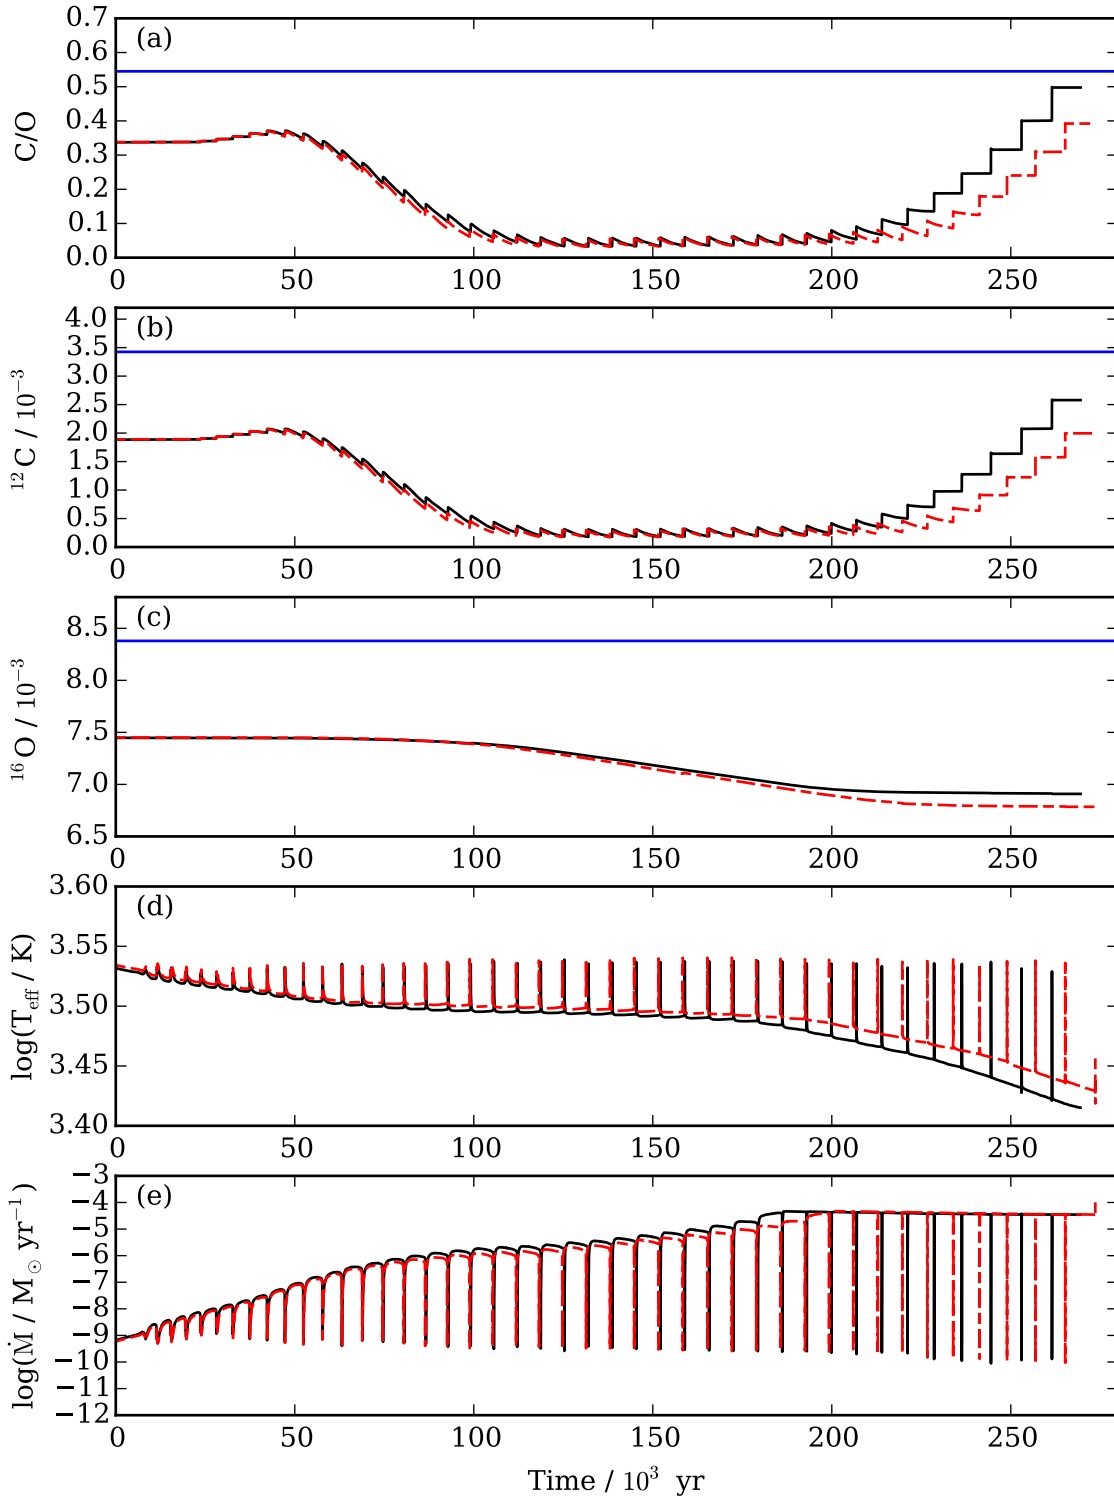 (a)
C/O
0.7
0.6
0.5
0.4
0.3
0.2
0.1
0.0
0 50 100 150 200 250
(b)
¹²C / 10⁻³
4.0
3.5
3.0
2.5
2.0
1.5
1.0
0.5
0.0
0 50 100 150 200 250
(c)
¹⁶O / 10⁻³
8.5
8.0
7.5
7.0
6.5
0 50 100 150 200 250
(d)
log(T_eff / K)
3.60
3.55
3.50
3.45
3.40
0 50 100 150 200 250
(e)
log(Ṁ / M⊙ yr⁻¹)
−3
−4
−5
−6
−7
−8
−9
−10
−11
−12
0 50 100 150 200 250
Time / 10³ yr